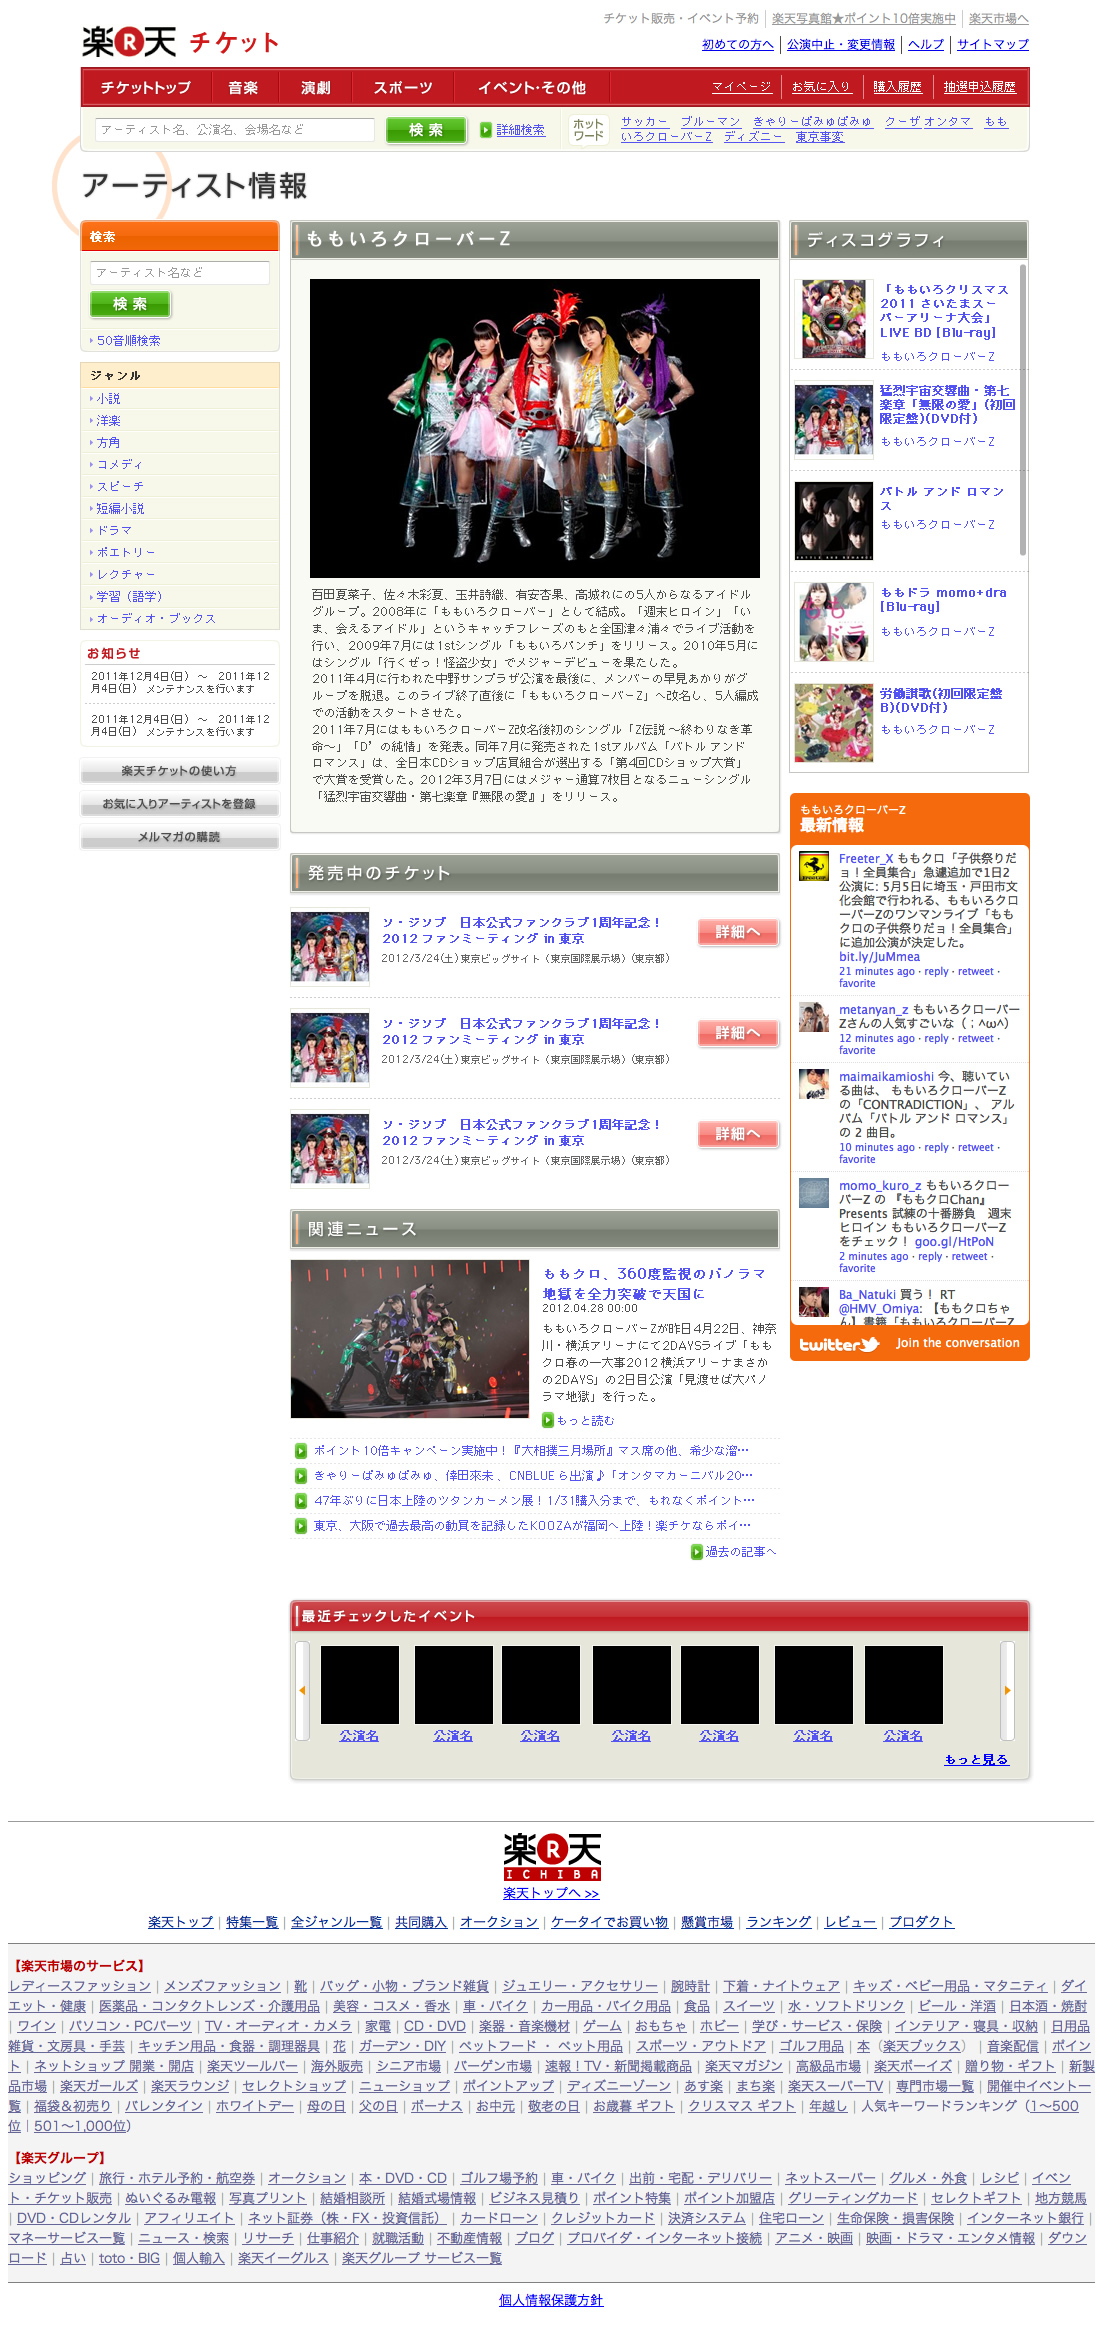 チケット販売・イベント予約 | 楽天写真館★ポイント10倍実施中 | 楽天市場へ
楽天 チケット
初めての方へ | 公演中止・変更情報 | ヘルプ | サイトマップ
チケットトップ 音楽 演劇 スポーツ イベント・その他 マイページ お気に入り 購入履歴 抽選申込履歴
アーティスト名、公演名、会場名など 検索 詳細検索 ホットワード サッカー ブルーマン きゃりーぱみゅぱみゅ クーザ オンタマ もも
いろクローバーZ ディズニー 東京事変
アーティスト情報
検索
アーティスト名など
検索
50音順検索
ジャンル
小説
洋楽
方角
コメディ
スピーチ
短編小説
ドラマ
ポエトリー
レクチャー
学習（語学）
オーディオ・ブックス
お知らせ
2011年12月4日(日) ～ 2011年12
月4日(日) メンテナンスを行います
2011年12月4日(日) ～ 2011年12
月4日(日) メンテナンスを行います
楽天チケットの使い方
お気に入りアーティストを登録
メルマガの購読
ももいろクローバーZ
百田夏菜子、佐々木彩夏、玉井詩織、有安杏果、高城れにの5人からなるアイドル
グループ。2008年に「ももいろクローバー」として結成。「週末ヒロイン」「い
ま、会えるアイドル」というキャッチフレーズのもと全国津々浦々でライブ活動を
行い、2009年7月には1stシングル「ももいろパンチ」をリリース。2010年5月に
はシングル「行くぜっ！怪盗少女」でメジャーデビューを果たした。
2011年4月に行われた中野サンプラザ公演を最後に、メンバーの早見あかりがグ
ループを脱退。このライブ終了直後に「ももいろクローバーZ」へ改名し、5人編成
での活動をスタートさせた。
2011年7月にはももいろクローバーZ改名後初のシングル「Z伝説 ～終わりなき革
命～」「D’の純情」を発表。同年7月に発売された1stアルバム「バトル アンド
ロマンス」は、全日本CDショップ店員組合が選出する「第4回CDショップ大賞」
で大賞を受賞した。2012年3月7日にはメジャー通算7枚目となるニューシングル
「猛烈宇宙交響曲・第七楽章『無限の愛』」をリリース。
発売中のチケット
ソ・ジソブ 日本公式ファンクラブ1周年記念！
2012 ファンミーティング in 東京
2012/3/24(土) 東京ビッグサイト（東京国際展示場）(東京都)
詳細へ
ソ・ジソブ 日本公式ファンクラブ1周年記念！
2012 ファンミーティング in 東京
2012/3/24(土) 東京ビッグサイト（東京国際展示場）(東京都)
詳細へ
ソ・ジソブ 日本公式ファンクラブ1周年記念！
2012 ファンミーティング in 東京
2012/3/24(土) 東京ビッグサイト（東京国際展示場）(東京都)
詳細へ
関連ニュース
ももクロ、360度監視のパノラマ
地獄を全力突破で天国に
2012.04.28 00:00
ももいろクローバーZが昨日4月22日、神奈
川・横浜アリーナにて2DAYSライブ「もも
クロ春の一大事2012 横浜アリーナまさか
の2DAYS」の2日目公演「見渡せば大パノ
ラマ地獄」を行った。
もっと読む
ポイント10倍キャンペーン実施中！『大相撲三月場所』マス席の他、希少な溜…
きゃりーぱみゅぱみゅ、倖田來未 、CNBLUE ら出演♪「オンタマカーニバル20…
47年ぶりに日本上陸のツタンカーメン展！1/31購入分まで、もれなくポイント…
東京、大阪で過去最高の動員を記録したKOOZAが福岡へ上陸！楽チケならポイ…
過去の記事へ
ディスコグラフィ
「ももいろクリスマス
2011 さいたまスー
パーアリーナ大会」
LIVE BD [Blu-ray]
ももいろクローバーZ
猛烈宇宙交響曲・第七
楽章「無限の愛」(初回
限定盤)(DVD付)
ももいろクローバーZ
バトル アンド ロマン
ス
ももいろクローバーZ
ももドラ momo+dra
[Blu-ray]
ももいろクローバーZ
労働讃歌(初回限定盤
B)(DVD付)
ももいろクローバーZ
ももいろクローバーZ
最新情報
Freeter_X ももクロ「子供祭りだ
ョ！全員集合」急遽追加で1日2
公演に: 5月5日に埼玉・戸田市文
化会館で行われる、ももいろクロ
ーバーZのワンマンライブ「もも
クロの子供祭りだョ！全員集合」
に追加公演が決定した。
bit.ly/JuMmea
21 minutes ago · reply · retweet ·
favorite
metanyan_z ももいろクローバー
Zさんの人気すごいな（；^ω^）
12 minutes ago · reply · retweet ·
favorite
maimaikamioshi 今、聴いてい
る曲は、 ももいろクローバーZ
の「CONTRADICTION」、 アル
バム「バトル アンド ロマンス」
の 2 曲目。
10 minutes ago · reply · retweet ·
favorite
momo_kuro_z ももいろクロー
バーZ の 『ももクロChan』
Presents 試練の十番勝負 週末
ヒロイン ももいろクローバーZ
をチェック！ goo.gl/HtPoN
2 minutes ago · reply · retweet ·
favorite
Ba_Natuki 買う！ RT
@HMV_Omiya: 【ももクロちゃ
ん】書籍「ももいろクローバーZ
twitter Join the conversation
最近チェックしたイベント
公演名 公演名 公演名 公演名 公演名 公演名 公演名
もっと見る
楽天
ICHIBA
楽天トップへ >>
楽天トップ | 特集一覧 | 全ジャンル一覧 | 共同購入 | オークション | ケータイでお買い物 | 懸賞市場 | ランキング | レビュー | プロダクト
【楽天市場のサービス】
レディースファッション | メンズファッション | 靴 | バッグ・小物・ブランド雑貨 | ジュエリー・アクセサリー | 腕時計 | 下着・ナイトウェア | キッズ・ベビー用品・マタニティ | ダイ
エット・健康 | 医薬品・コンタクトレンズ・介護用品 | 美容・コスメ・香水 | 車・バイク | カー用品・バイク用品 | 食品 | スイーツ | 水・ソフトドリンク | ビール・洋酒 | 日本酒・焼酎
| ワイン | パソコン・PCパーツ | TV・オーディオ・カメラ | 家電 | CD・DVD | 楽器・音楽機材 | ゲーム | おもちゃ | ホビー | 学び・サービス・保険 | インテリア・寝具・収納 | 日用品
雑貨・文房具・手芸 | キッチン用品・食器・調理器具 | 花 | ガーデン・DIY | ペットフード ・ ペット用品 | スポーツ・アウトドア | ゴルフ用品 | 本（楽天ブックス） | 音楽配信 | ポイン
ト | ネットショップ 開業・開店 | 楽天ツールバー | 海外販売 | シニア市場 | バーゲン市場 | 速報！TV・新聞掲載商品 | 楽天マガジン | 高級品市場 | 楽天ボーイズ | 贈り物・ギフト | 新製
品市場 | 楽天ガールズ | 楽天ラウンジ | セレクトショップ | ニューショップ | ポイントアップ | ディズニーゾーン | あす楽 | まち楽 | 楽天スーパーTV | 専門市場一覧 | 開催中イベント一
覧 | 福袋＆初売り | バレンタイン | ホワイトデー | 母の日 | 父の日 | ボーナス | お中元 | 敬老の日 | お歳暮 ギフト | クリスマス ギフト | 年越し | 人気キーワードランキング（1～500
位 | 501～1,000位）
【楽天グループ】
ショッピング | 旅行・ホテル予約・航空券 | オークション | 本・DVD・CD | ゴルフ場予約 | 車・バイク | 出前・宅配・デリバリー | ネットスーパー | グルメ・外食 | レシピ | イベン
ト・チケット販売 | ぬいぐるみ電報 | 写真プリント | 結婚相談所 | 結婚式場情報 | ビジネス見積り | ポイント特集 | ポイント加盟店 | グリーティングカード | セレクトギフト | 地方競馬
| DVD・CDレンタル | アフィリエイト | ネット証券（株・FX・投資信託） | カードローン | クレジットカード | 決済システム | 住宅ローン | 生命保険・損害保険 | インターネット銀行 |
マネーサービス一覧 | ニュース・検索 | リサーチ | 仕事紹介 | 就職活動 | 不動産情報 | ブログ | プロバイダ・インターネット接続 | アニメ・映画 | 映画・ドラマ・エンタメ情報 | ダウン
ロード | 占い | toto・BIG | 個人輸入 | 楽天イーグルス | 楽天グループ サービス一覧
個人情報保護方針